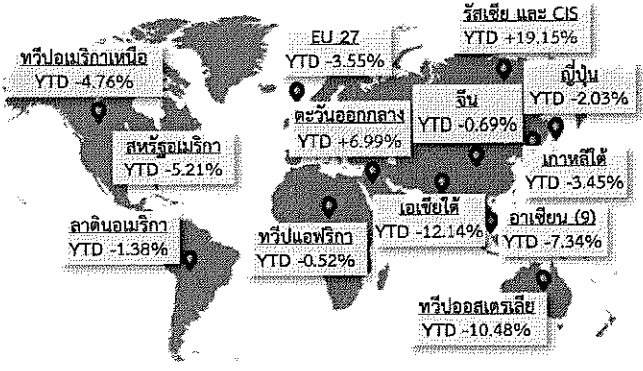 รัสเซีย และ CIS
YTD +19.15%
EU 27
YTD -3.55%
ทวีปอเมริกาเหนือ
YTD -4.76%
ญี่ปุ่น
YTD -2.03%
จีน
YTD -0.69%
ตะวันออกกลาง
YTD +6.99%
สหรัฐอเมริกา
YTD -5.21%
เกาหลีใต้
YTD -3.45%
เอเชียใต้
YTD -12.14%
อาเซียน (9)
YTD -7.34%
ลาตินอเมริกา
YTD -1.38%
ทวีปแอฟริกา
YTD -0.52%
ทวีปออสเตรเลีย
YTD -10.48%